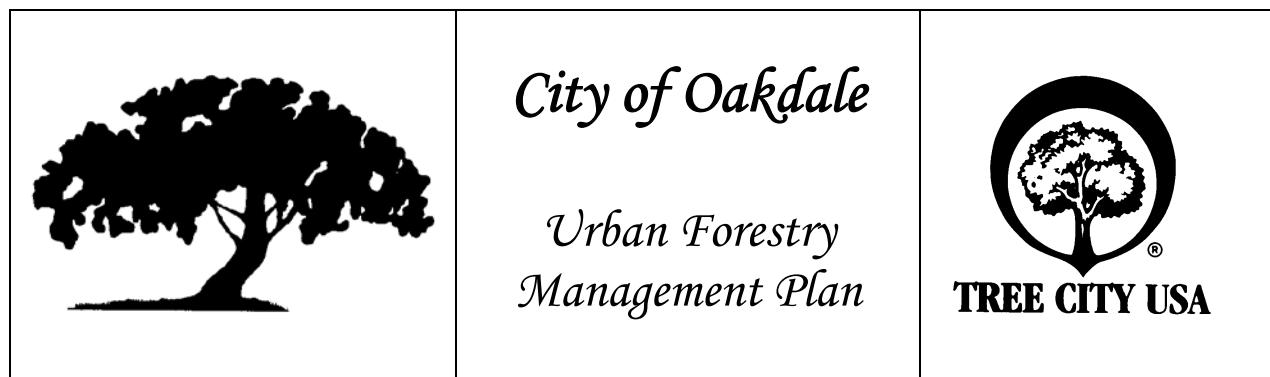 City of Oakdale
Urban Forestry
Management Plan
®
TREE CITY USA